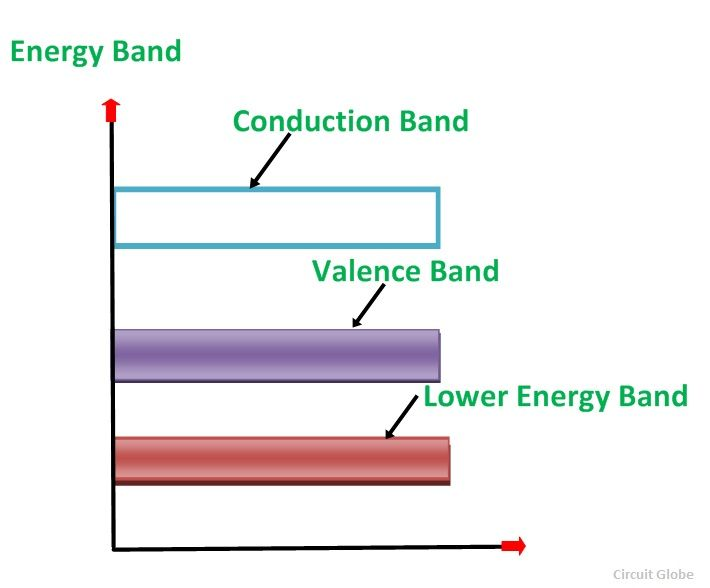 Energy Band
Conduction Band
Valence Band
Lower Energy Band
Circuit Globe